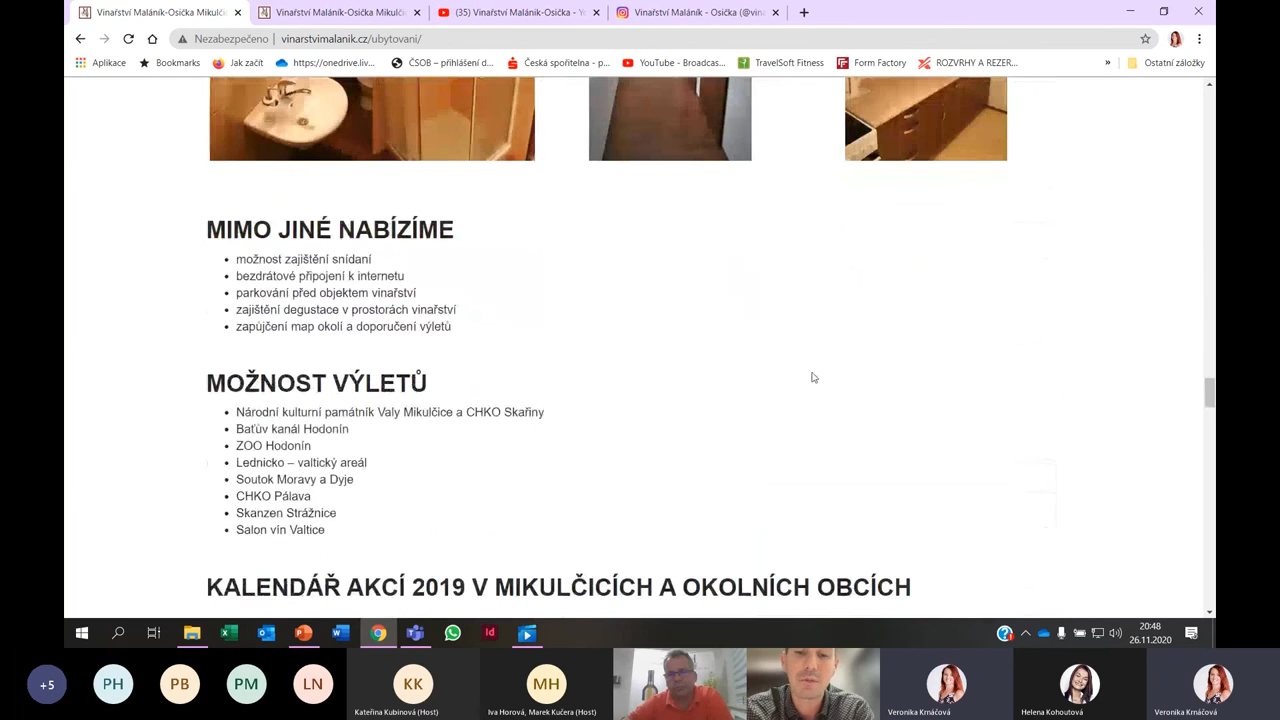 Vinařství Maláník-Osička Mikulči
Vinařství Maláník-Osička Mikulči
(35) Vinařství Maláník-Osička - Yo
Vinařství Maláník - Osička (@vina
Nezabezpečeno
vinarstvimalanik.cz/ubytovani/
Aplikace
Bookmarks
Jak začít
https://onedrive.liv...
ČSOB – přihlášení d...
Česká spořitelna – p...
YouTube - Broadcas...
TravelSoft Fitness
Form Factory
ROZVRHY A REZER...
»
Ostatní záložky
MIMO JINÉ NABÍZÍME
možnost zajištění snídaní
bezdrátové připojení k internetu
parkování před objektem vinařství
zajištění degustace v prostorách vinařství
zapůjčení map okolí a doporučení výletů
MOŽNOST VÝLETŮ
Národní kulturní památník Valy Mikulčice a CHKO Skařiny
Baťův kanál Hodonín
ZOO Hodonín
Lednicko – valtický areál
Soutok Moravy a Dyje
CHKO Pálava
Skanzen Strážnice
Salon vín Valtice
KALENDÁŘ AKCÍ 2019 V MIKULČICÍCH A OKOLNÍCH OBCÍCH
20:48
26.11.2020
+5
PH
PB
PM
LN
KK
MH
Kateřina Kubinová (Host)
Iva Horová, Marek Kučera (Host)
Veronika Krnáčová
Helena Kohoutová
Veronika Krnáčová